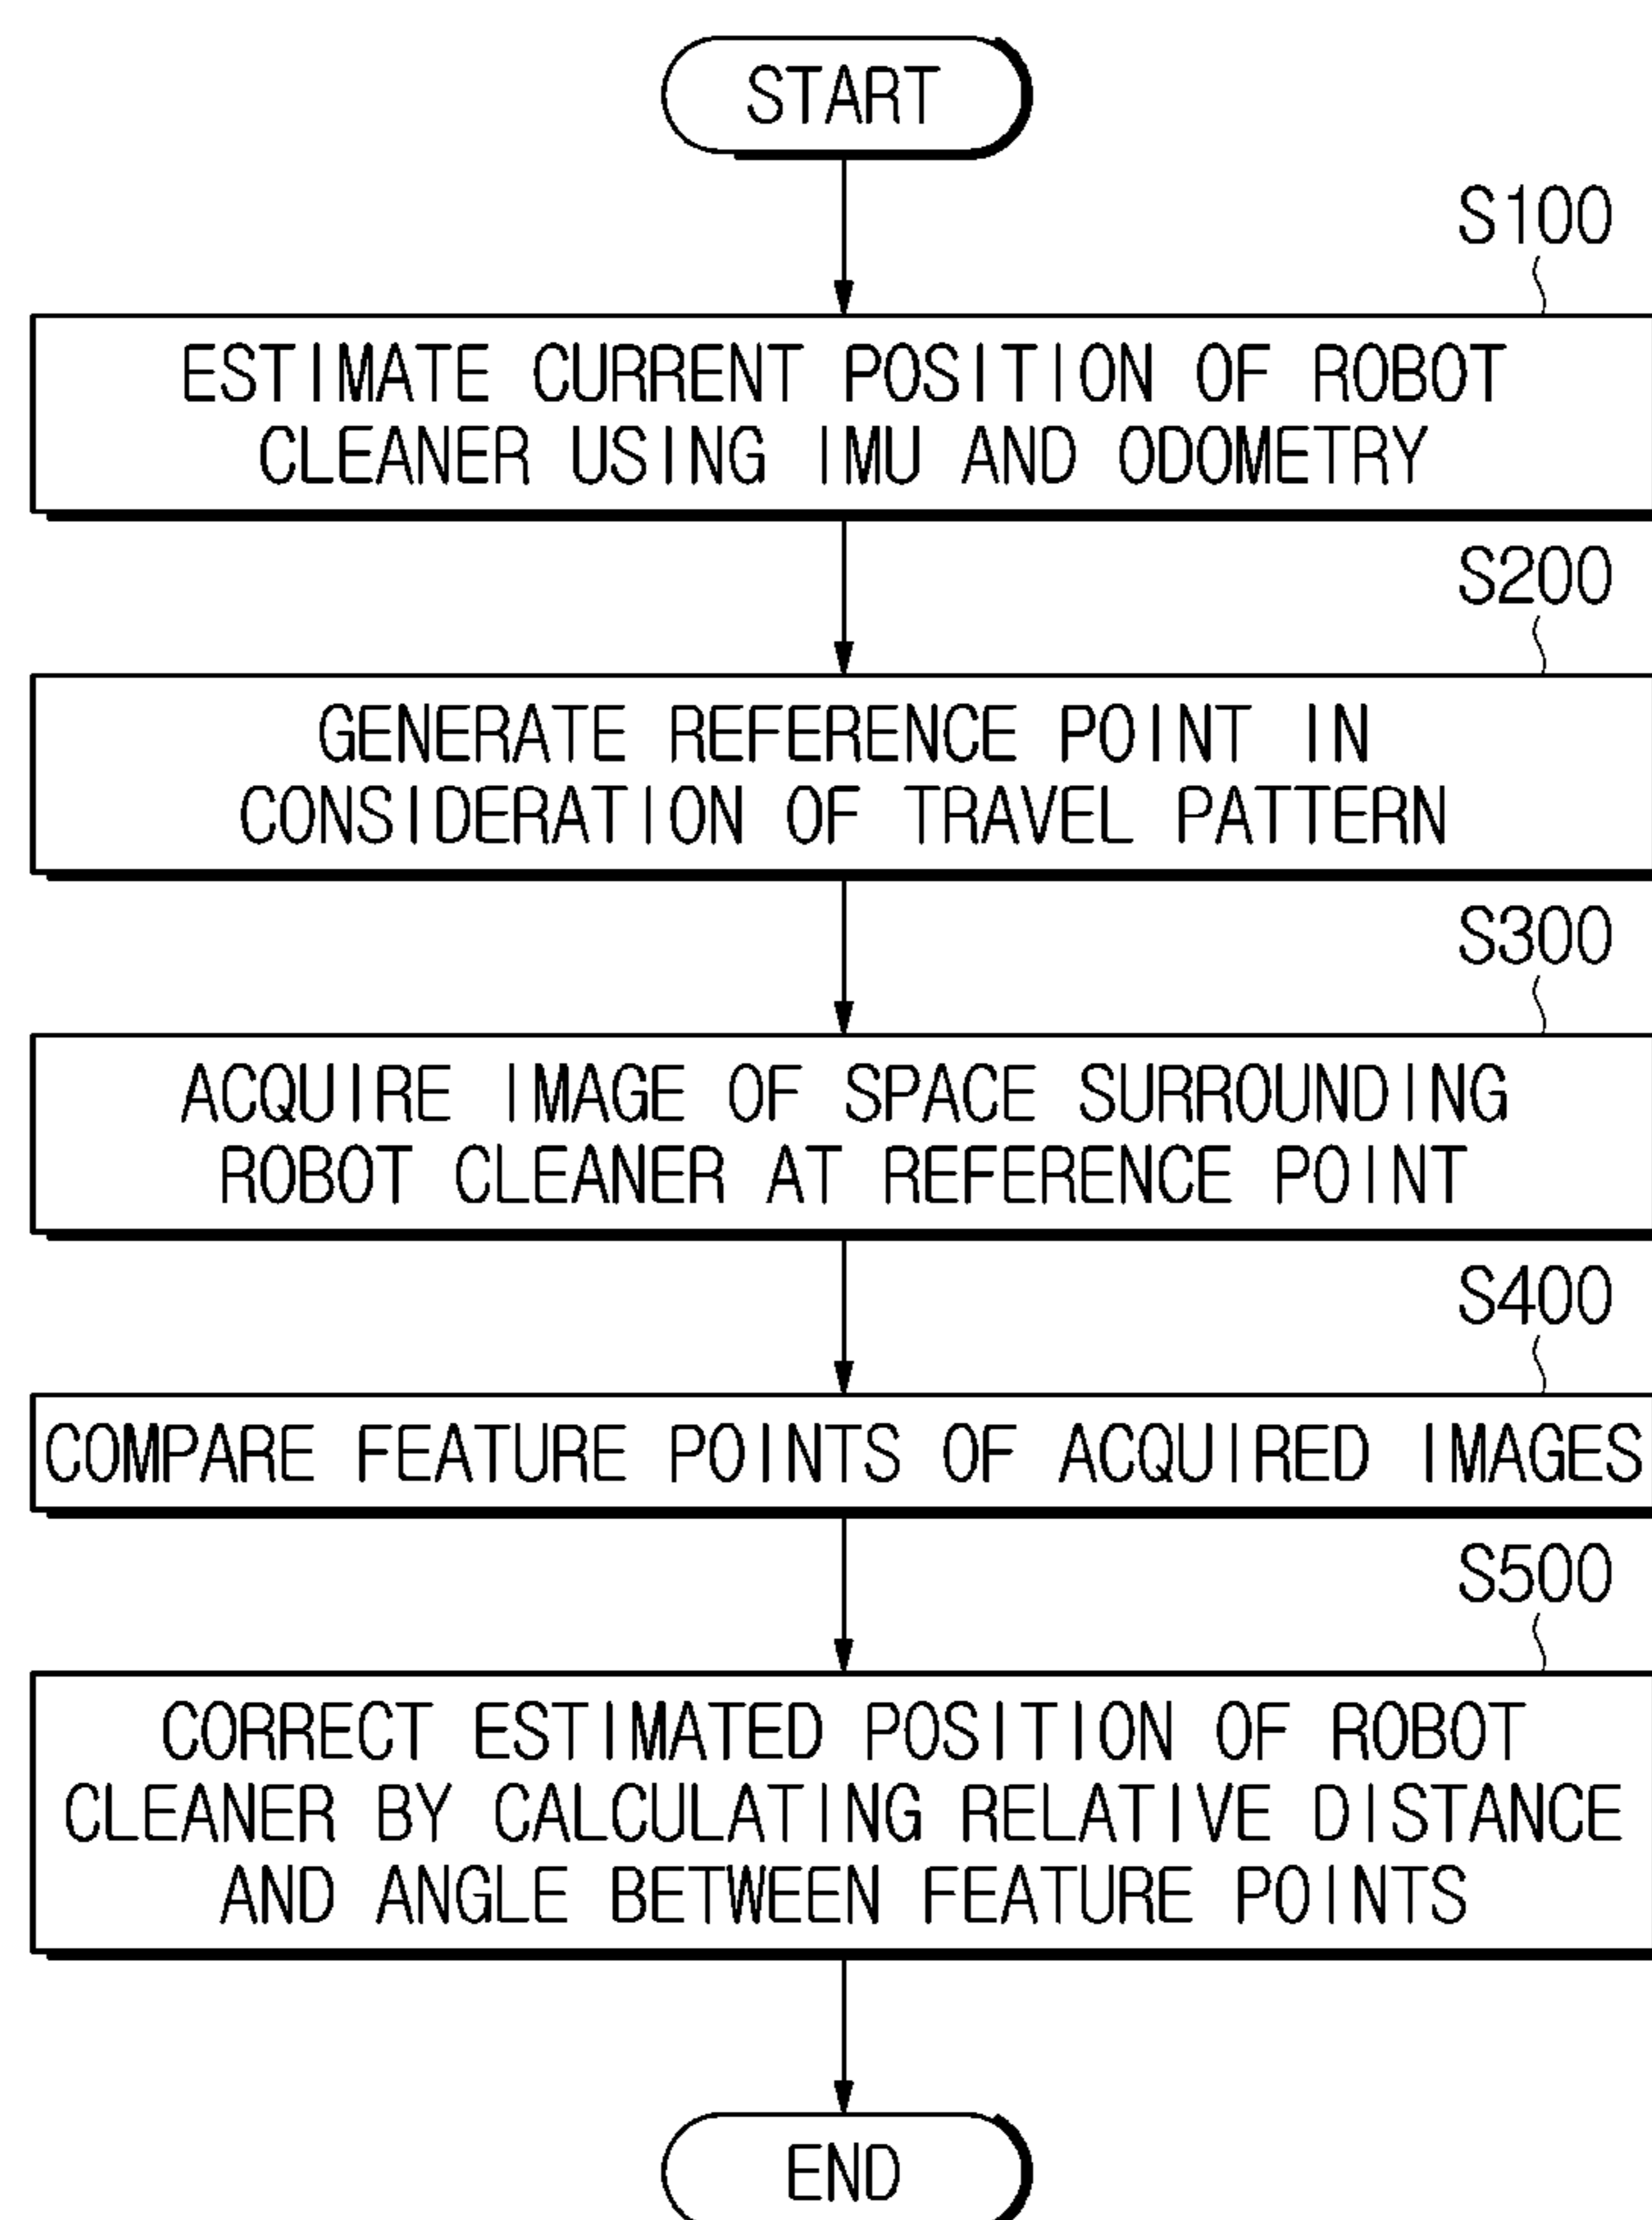 START
S100
ESTIMATE CURRENT POSITION OF ROBOT
CLEANER USING IMU AND ODOMETRY
S200
GENERATE REFERENCE POINT IN
CONSIDERATION OF TRAVEL PATTERN
S300
ACQUIRE IMAGE OF SPACE SURROUNDING
ROBOT CLEANER AT REFERENCE POINT
S400
COMPARE FEATURE POINTS OF ACQUIRED IMAGES
S500
CORRECT ESTIMATED POSITION OF ROBOT
CLEANER BY CALCULATING RELATIVE DISTANCE
AND ANGLE BETWEEN FEATURE POINTS
END